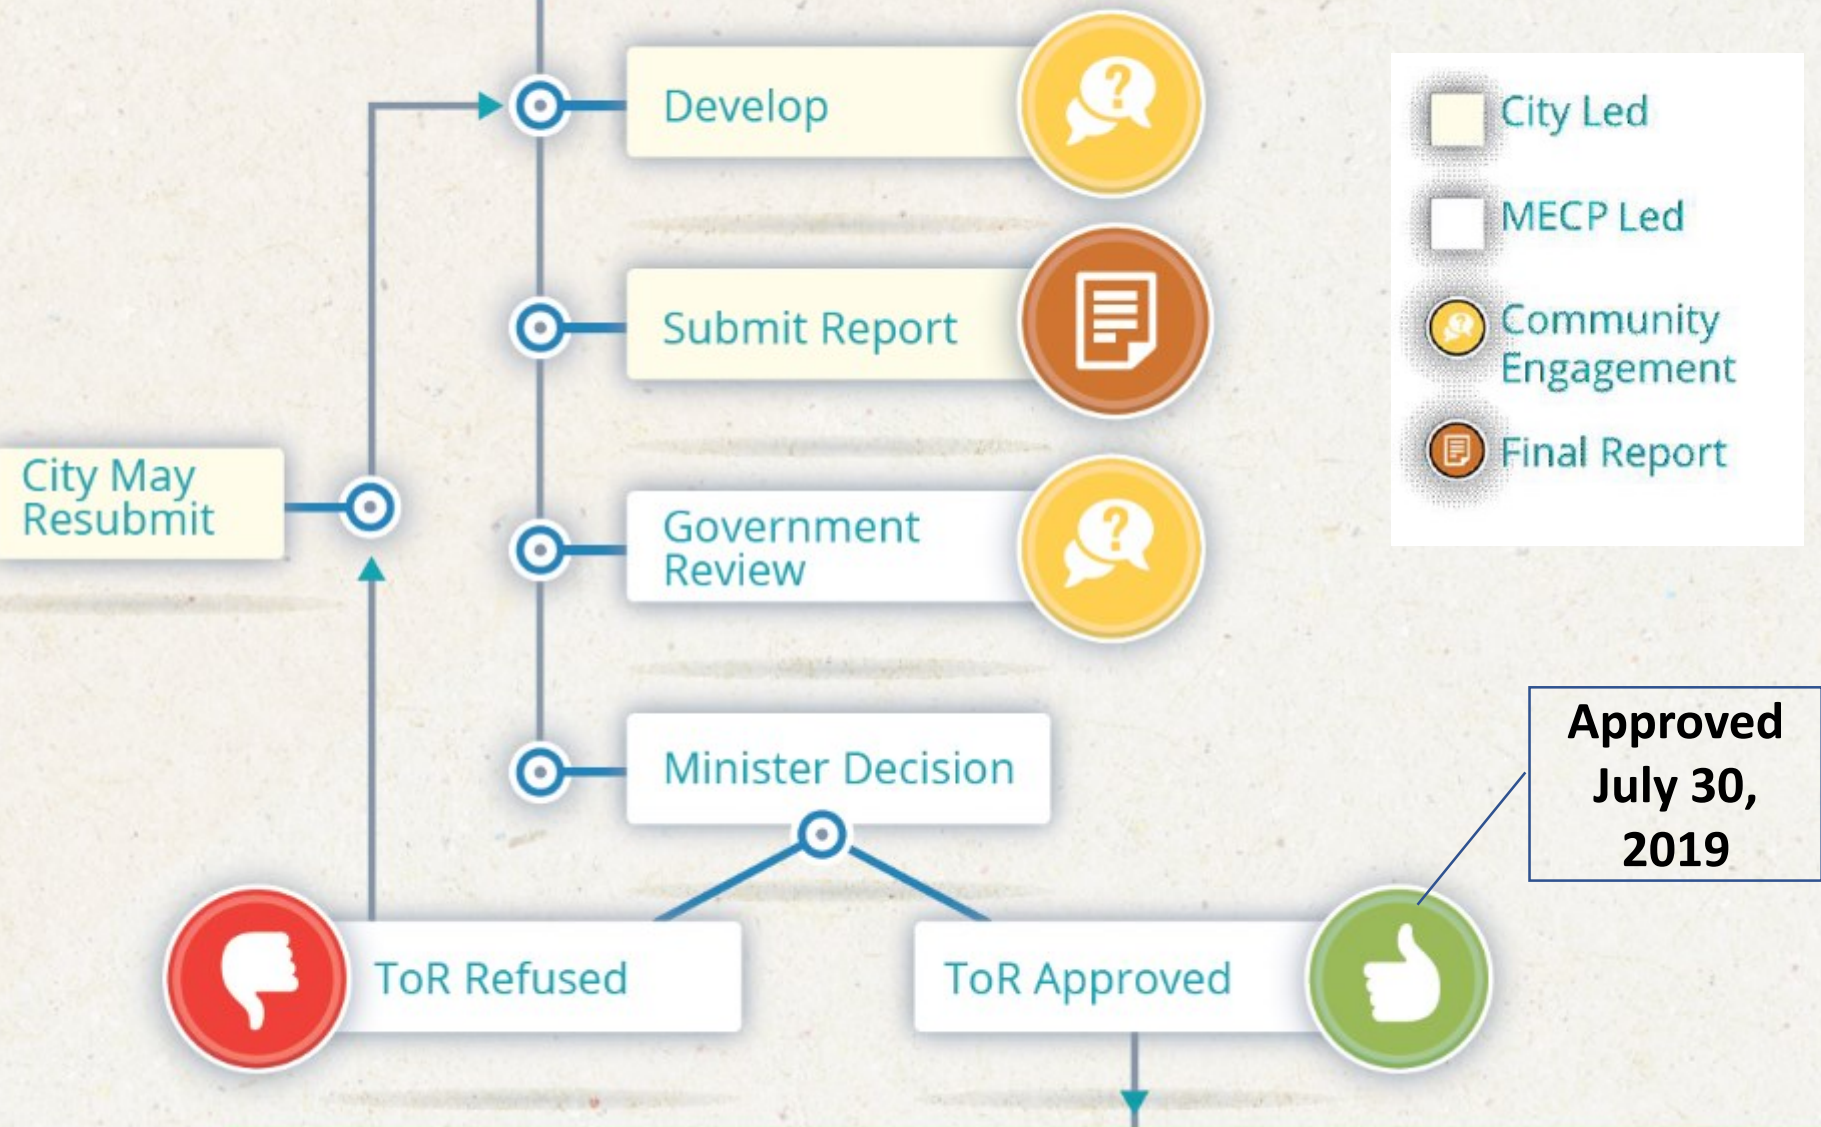 Develop
Submit Report
City May
Resubmit
Government
Review
Minister Decision
ToR Refused
ToR Approved
City Led
MECP Led
Community
Engagement
Final Report
Approved
July 30,
2019